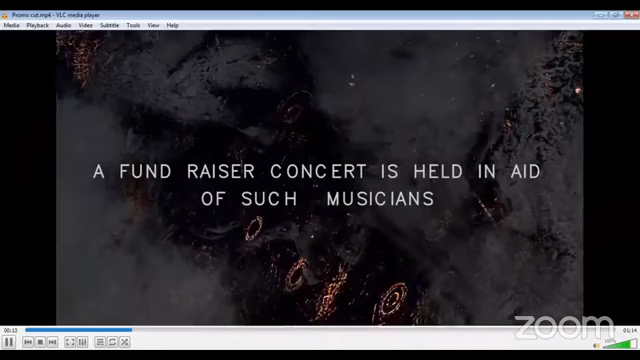 Promo cut.mp4 - VLC media player
Media Playback Audio Video Subtitle Tools View Help
A FUND RAISER CONCERT IS HELD IN AID
OF SUCH MUSICIANS
00:13
01:14
zoom
100%